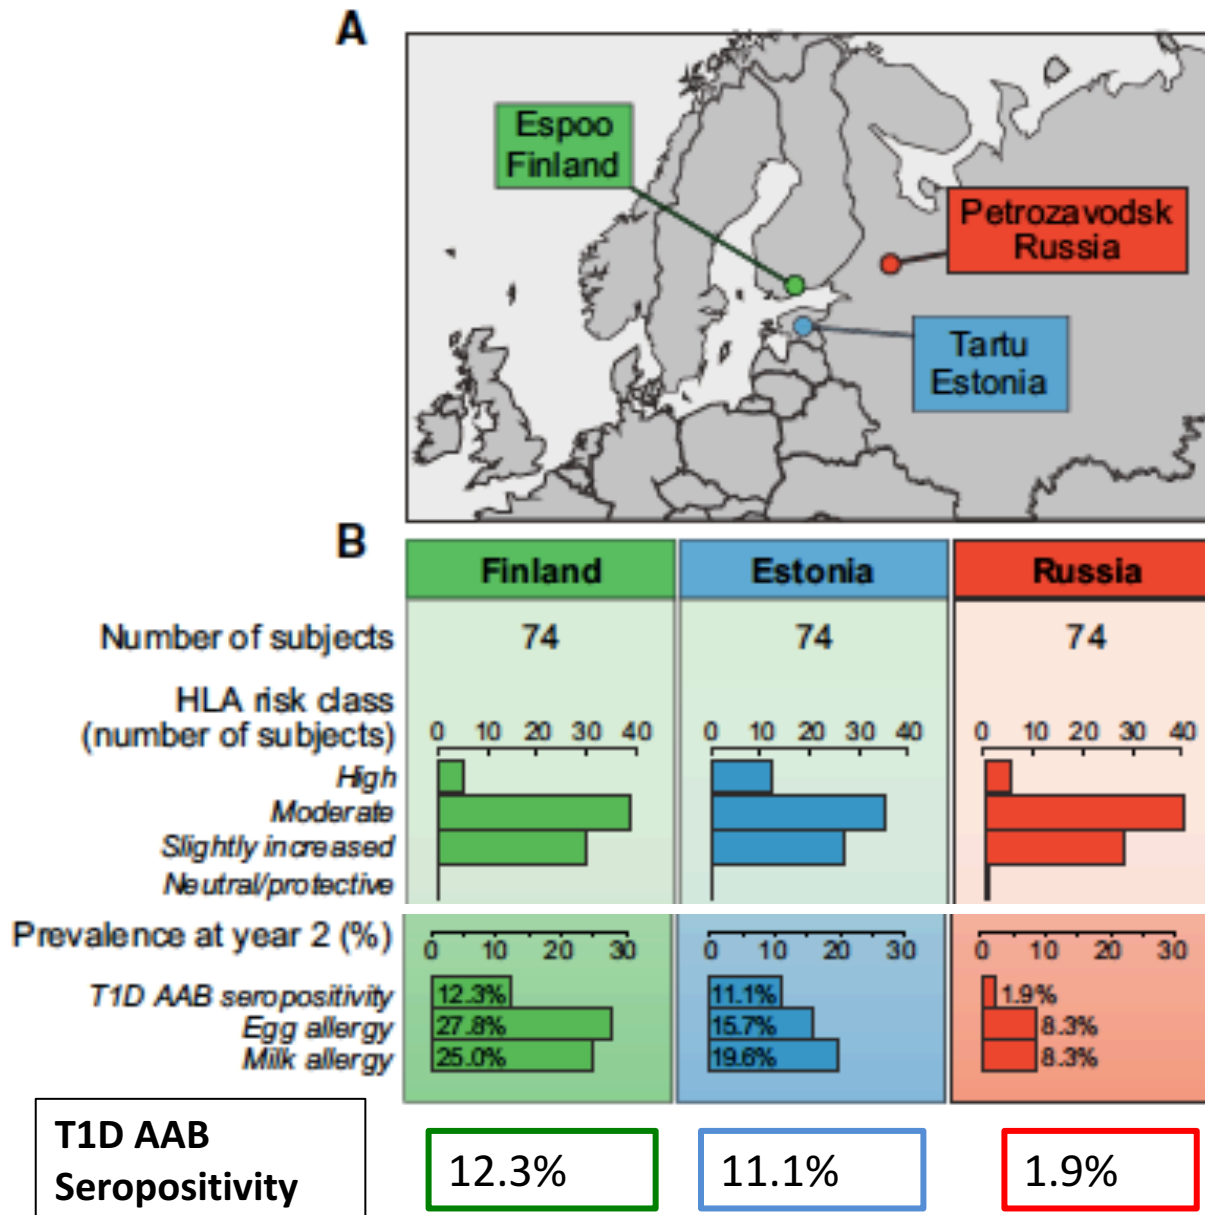 A
Espoo
Finland
Petrozavodsk
Russia
Tartu
Estonia
B
Finland Estonia Russia
Number of subjects 74 74 74
HLA risk class
(number of subjects) 0 10 20 30 40 0 10 20 30 40 0 10 20 30 40
High
Moderate
Slightly increased
Neutral/protective
Prevalence at year 2 (%) 0 10 20 30 0 10 20 30 0 10 20 30
T1D AAB seropositivity 12.3% 11.1% 1.9%
Egg allergy 27.8% 15.7% 8.3%
Milk allergy 25.0% 19.6% 8.3%
T1D AAB
Seropositivity
12.3% 11.1% 1.9%